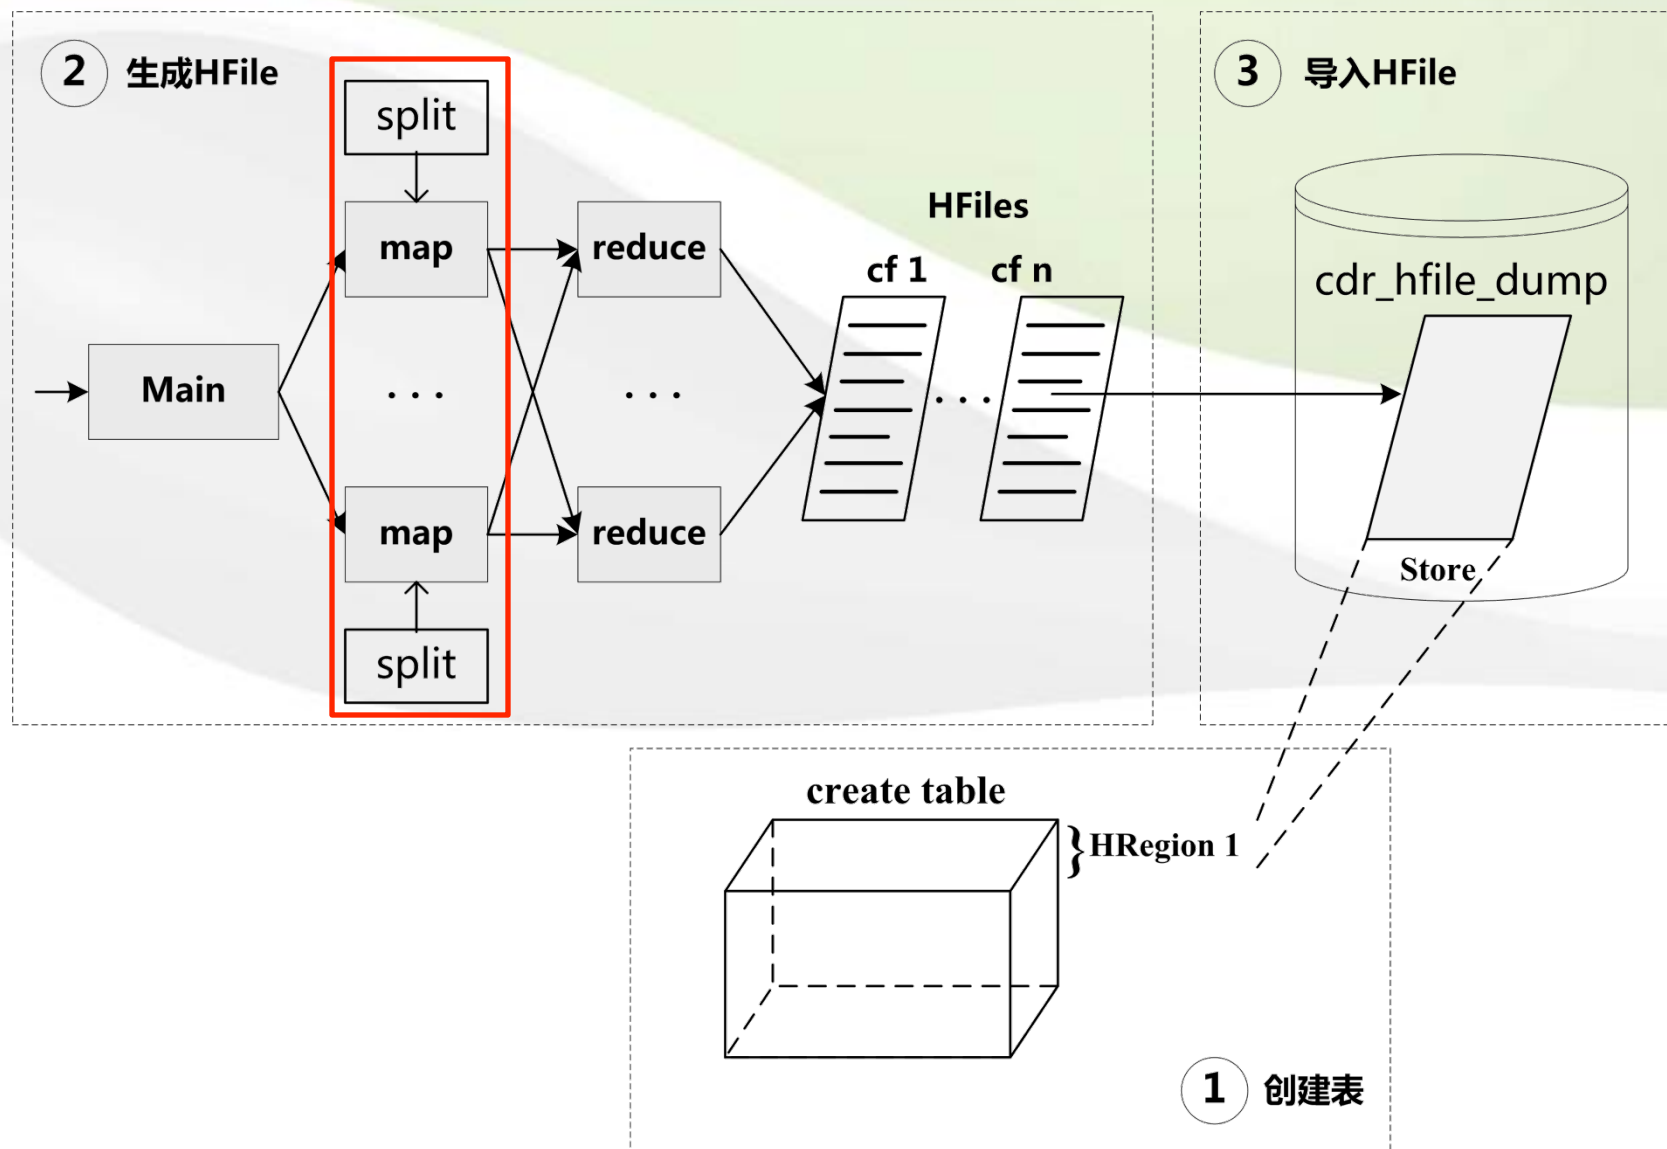 2 生成HFile
split
map
reduce
Main
. . .
. . .
map
reduce
split
HFiles
cf 1
cf n
. . .
3 导入HFile
cdr_hfile_dump
Store
create table
}HRegion 1
1 创建表